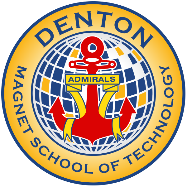 DENTON
ADMIRALS
MAGNET SCHOOL OF TECHNOLOGY